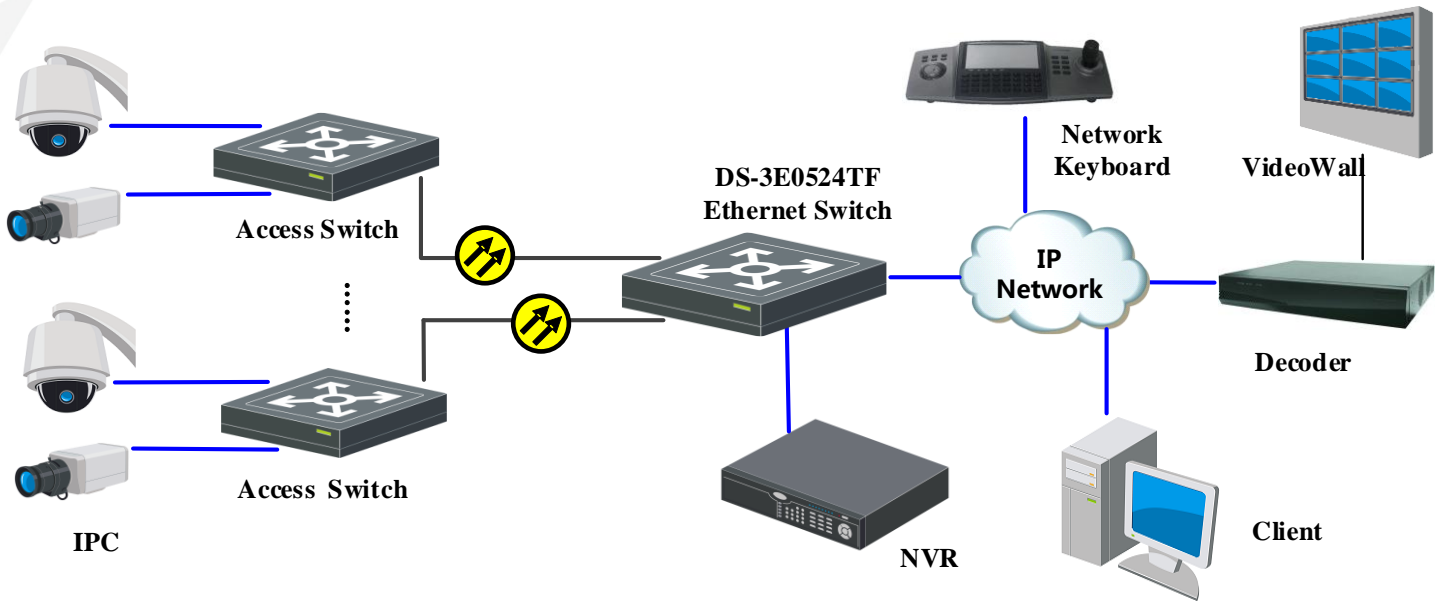 Network
Keyboard
VideoWall
DS-3E0524TF
Ethernet Switch
Access Switch
IP
Network
Decoder
Access Switch
IPC
NVR
Client